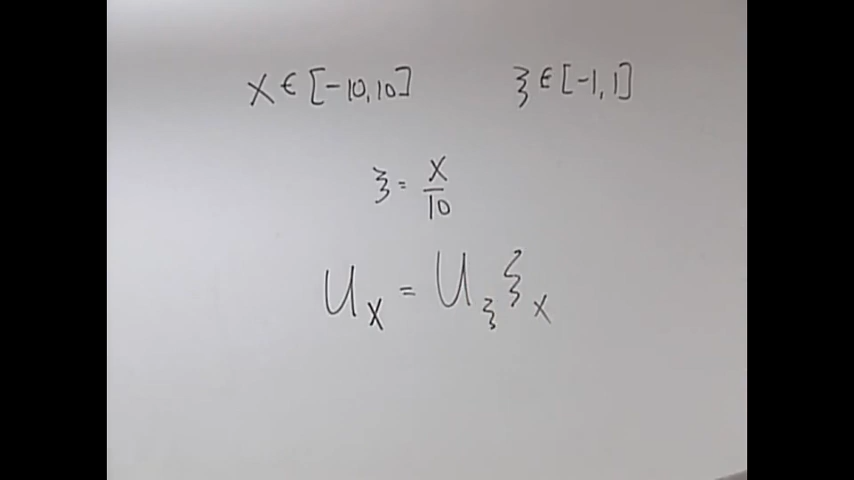 x ∈ [-10,10] ξ ∈ [-1,1]
ξ = x/10
U_x = U_ξ ξ_x